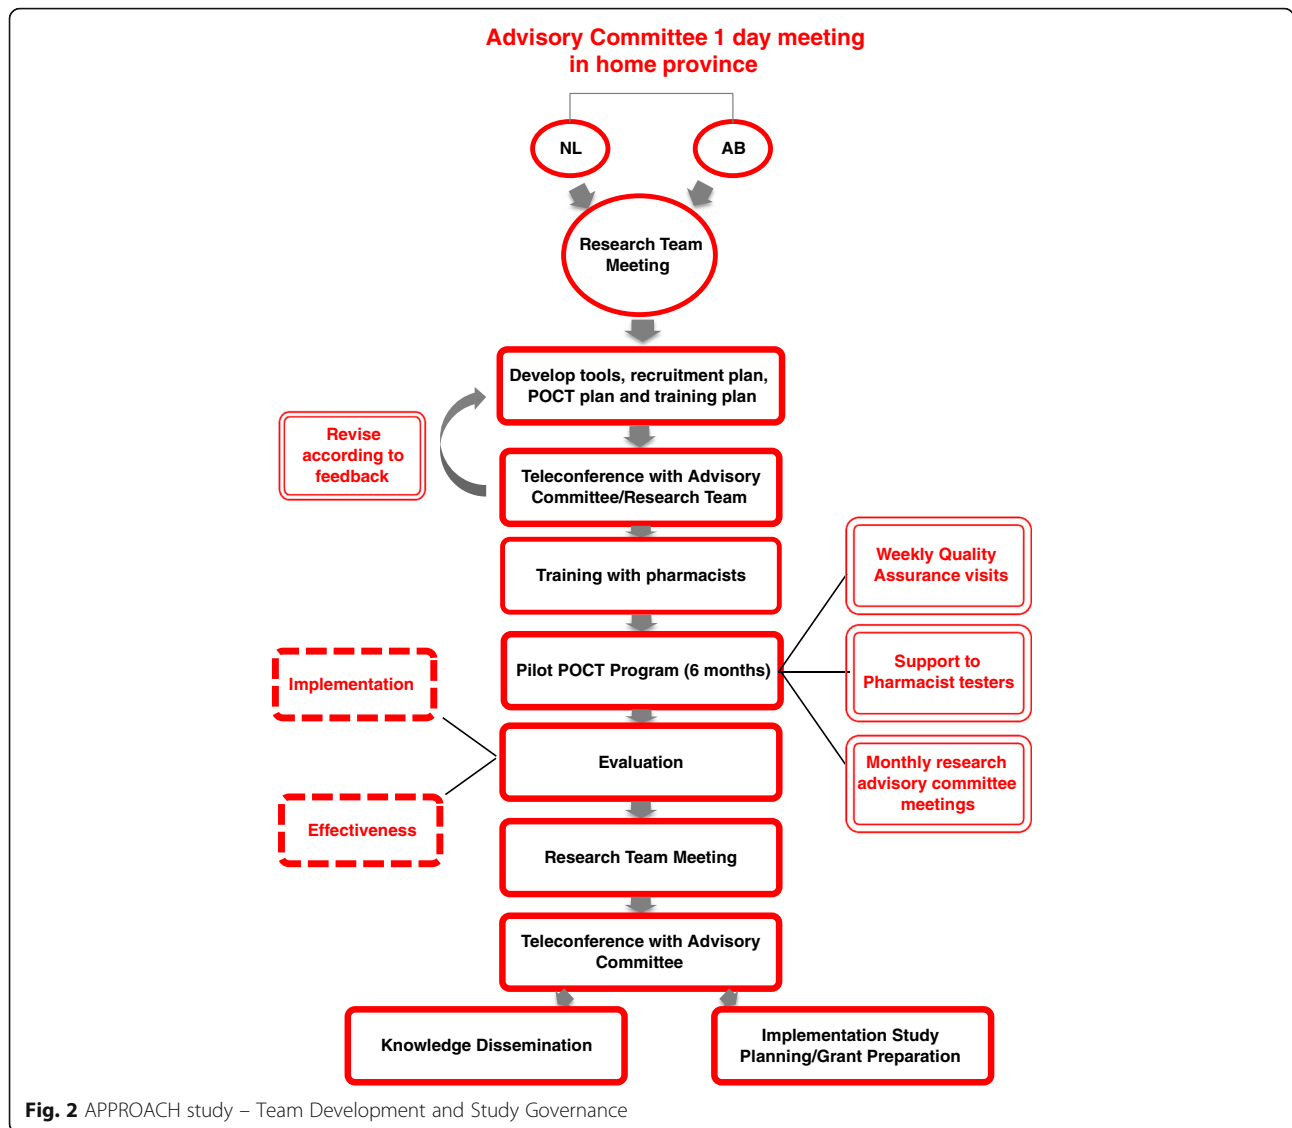 Advisory Committee 1 day meeting
in home province
NL
AB
Research Team
Meeting
Develop tools, recruitment plan,
POCT plan and training plan
Revise
according to
feedback
Teleconference with Advisory
Committee/Research Team
Training with pharmacists
Weekly Quality
Assurance visits
Pilot POCT Program (6 months)
Support to
Pharmacist testers
Implementation
Evaluation
Monthly research
advisory committee
meetings
Effectiveness
Research Team Meeting
Teleconference with Advisory
Committee
Knowledge Dissemination
Implementation Study
Planning/Grant Preparation
Fig. 2 APPROACH study – Team Development and Study Governance